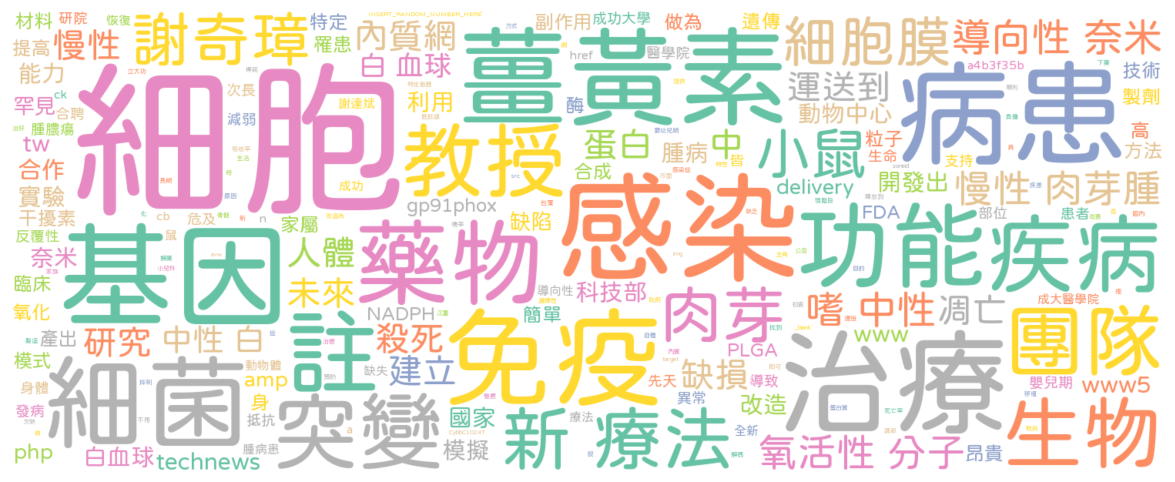 材料 研院 恢復
提高 慢性 謝奇璋
特定 罹患 內質網 INSERT_RANDOM_NUMBER_HERE
副作用 成功大學 做為 遺傳
薑黃素 href 醫學院
細胞膜 導向性 奈米
能力 白 血球 運送到 a4b3f35b 技術
罕見 ck 合聘 次長 謝達斌 利用 酶 動物中心 病患 製劑
細胞 減弱 腫膿瘍
tw 教授 蛋白 中 腫病 皆 小鼠 粒子 生命 支持 高 方法
合作 成功 合成 delivery 開發出 慢性 肉芽腫
實驗 gp91phox 感染
干擾素 cb 危及 n 家屬 缺陷 FDA 部位 患者
反覆性 鼠 基因 人體 藥物 功能 疾病
奈米 導向性 科技部
臨床 未來 NADPH 簡單 肉芽 嗜 中性 凋亡 成大醫學院
氧化 產出 研究 中性 白 註 殺死 免疫 PLGA www 團隊
模式 動物體 缺失 建立 先天 缺損 導致 治療 嬰兒期
身體 細菌 amp 異常 改造 www5
發病 身 抵抗 突變 國家 新 療法 療法 全新 死亡率 生物
php 白血球 technews 腫病患 a 模擬 氧活性 分子 昂貴